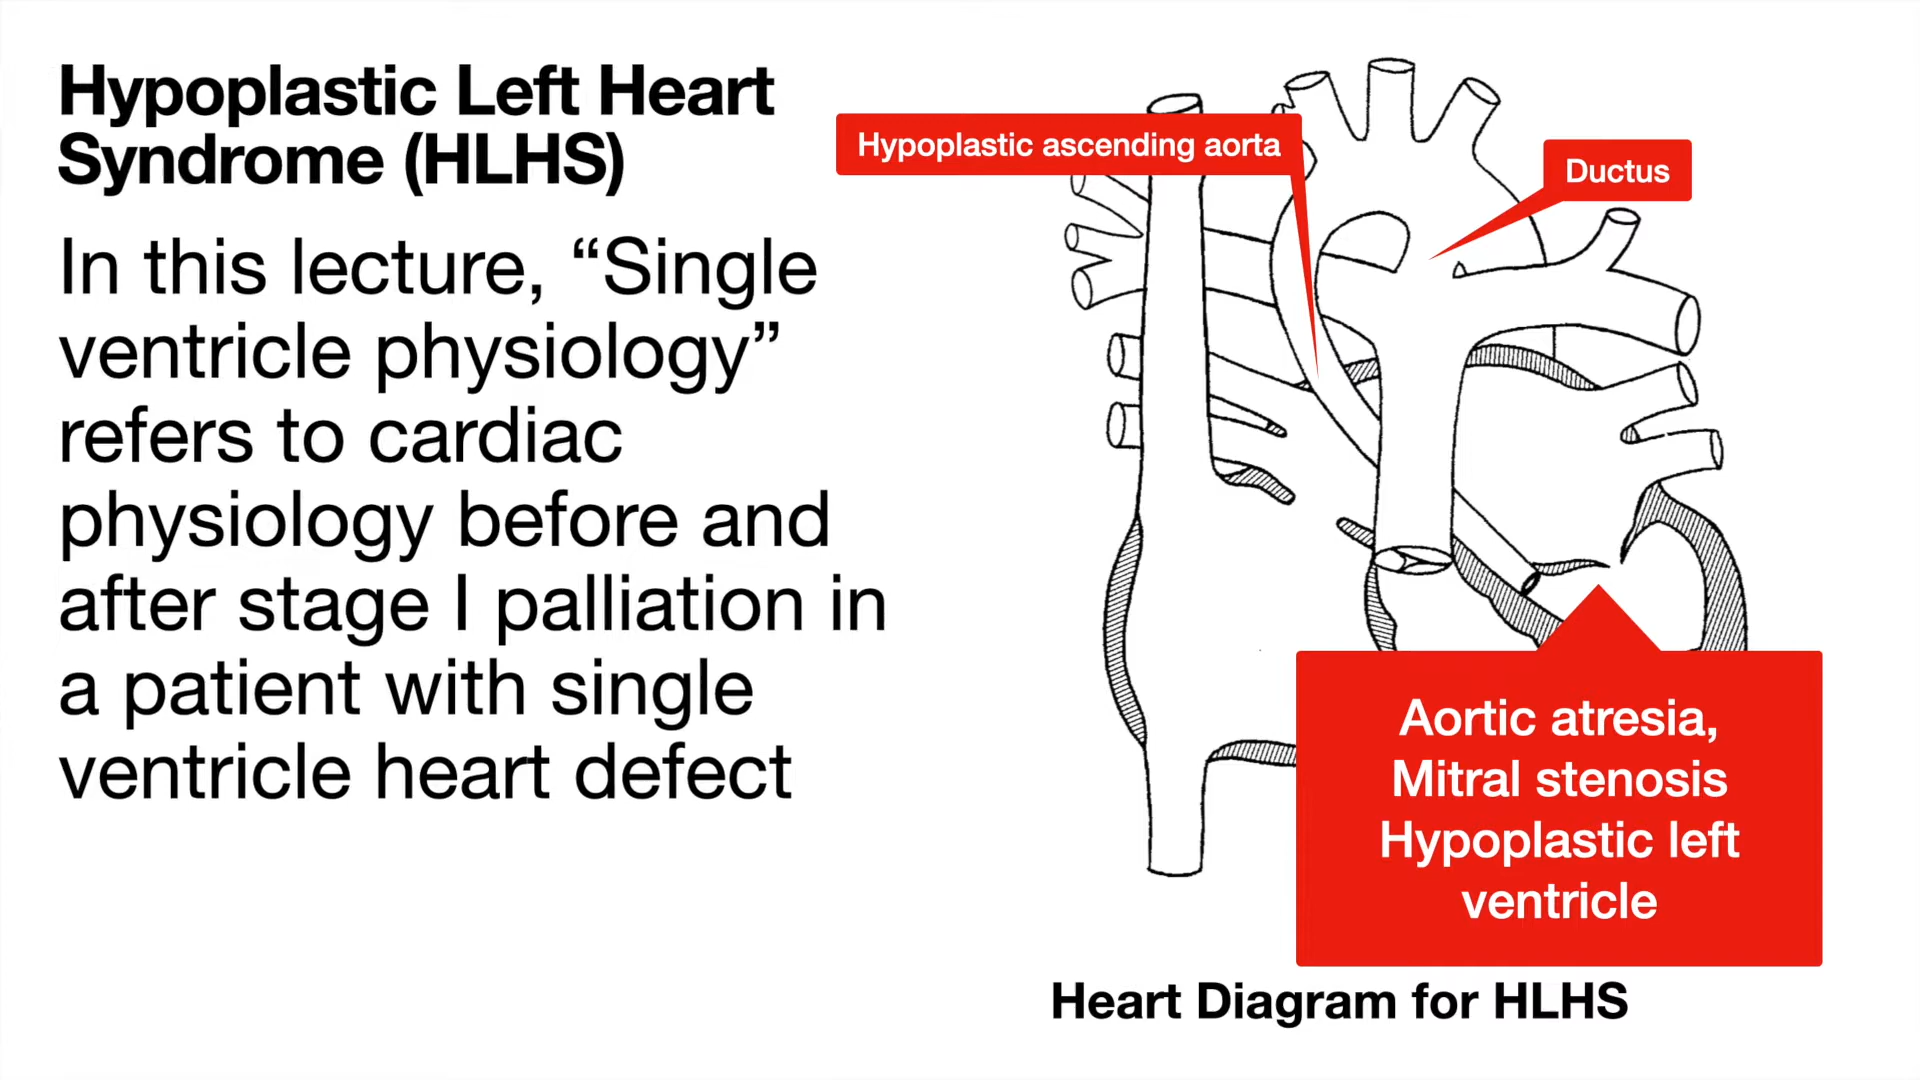 Hypoplastic Left Heart
Syndrome (HLHS)
In this lecture, “Single
ventricle physiology”
refers to cardiac
physiology before and
after stage I palliation in
a patient with single
ventricle heart defect
Hypoplastic ascending aorta
Ductus
Aortic atresia,
Mitral stenosis
Hypoplastic left
ventricle
Heart Diagram for HLHS